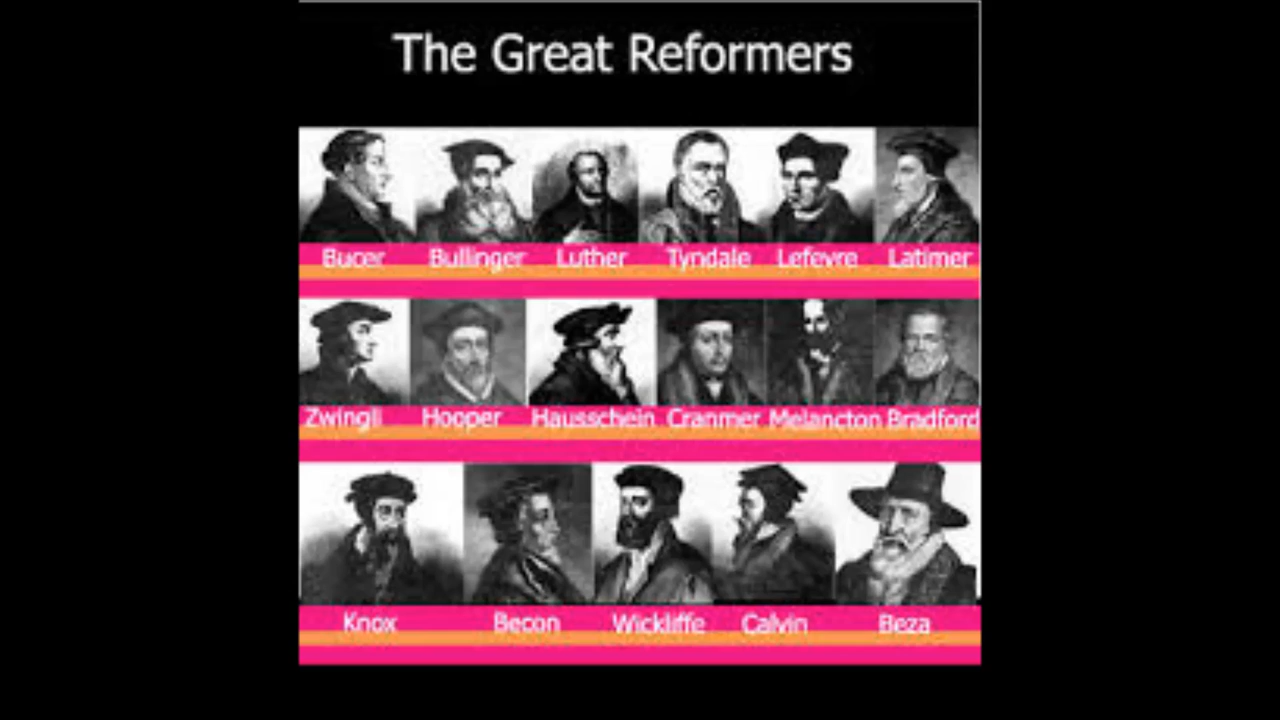 The Great Reformers
Bucer Bullinger Luther Tyndale Lefevre Latimer
Zwingli Hooper Hausschein Cranmer Melancton Bradford
Knox Becon Wickliffe Calvin Beza